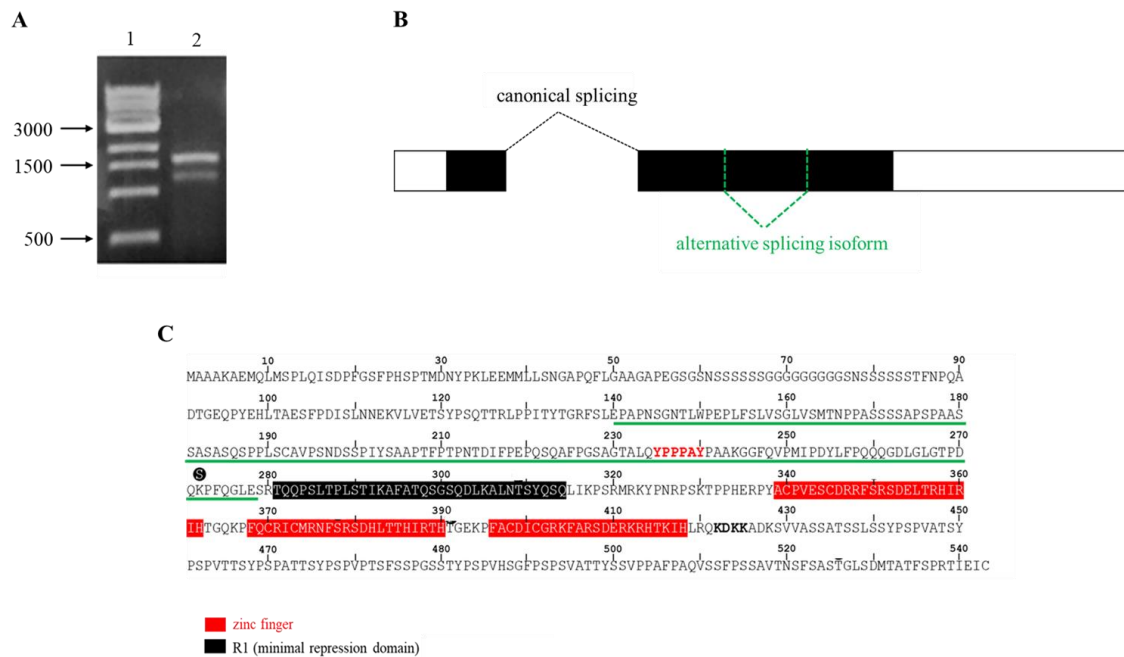 A
B
1 2
3000
1500
500
canonical splicing
alternative splicing isoform
C
10 30 50 70 90
MAAAKAEMQLMSPLQISDPFGSFPHSPTMDNYPKLEEMMLLSNGAPQFLGAAGAPEGSGSNSSSSSSGGGGGGGGGSNSSSSSSTFNPQA
100 120 140 160 180
DTGEQPYEHLTAESFPDISLNNEKVLVETSYPSQTTRLPPITYTGRFSLEPAPNSGNTLWPEPLFSLVSGLVSMTNPPASSSSAPSPAAS
190 210 230 250 270
SASASQSPPLSCAVPSNDSSPIYSAAPTFPTPNTDIFPEPQSQAFPGSAGTALQYPPPAYPAAKGGFQVPMIPDYLFPQQQGDLGLGTPD
S 280 300 320 340 360
QKPFQGLESRTQQPSLTPLSTIKAFATQSGSQDLKALNTSYQSQLIKPSRMRKYPNRPSKTPPHERPYACPVESCDRRFSRSDELTRHIR
370 390 410 430 450
IHTGQKPFQCRICMRNFSRSDHLTTHIRTHTGEKPFACDICGRKFARSDERKRHTKIHLRQKDKKADKSVVASSATSSLSSYPSPVATSY
470 500 520 540
PSPVTTSYPSPATTSYPSPVPTSFSSPGSSTYPSPVHSGFPSPSVATTYSSVPPAFPAQVSSFPSSAVTNSFSASTGLSDMTATFSPRTIEIC
zinc finger
R1 (minimal repression domain)